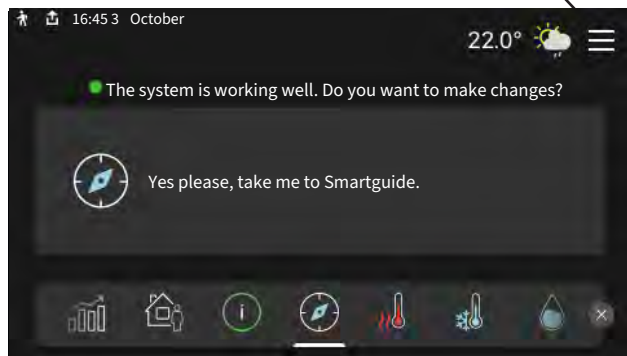 16:45 3 October
22.0°
The system is working well. Do you want to make changes?
Yes please, take me to Smartguide.